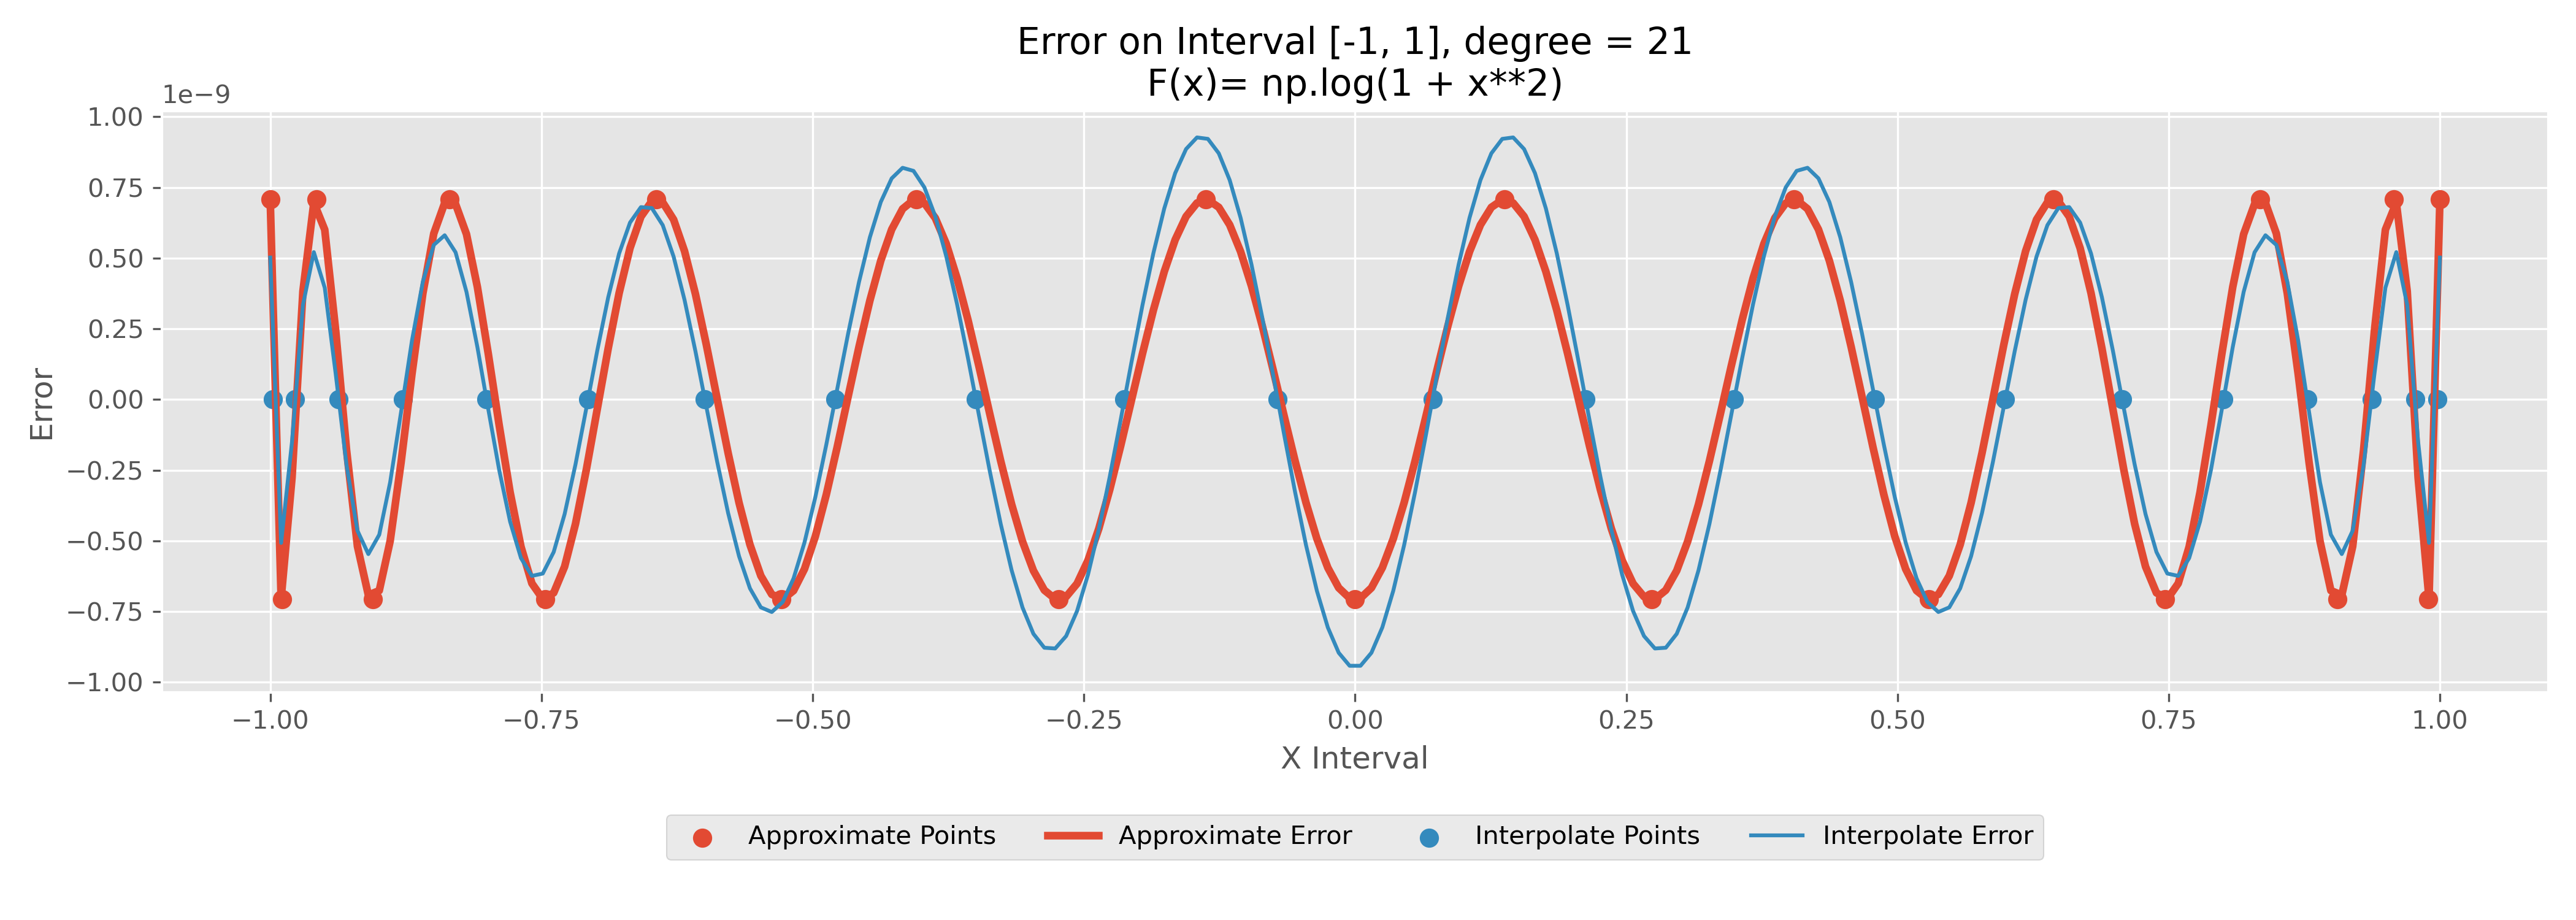 Error on Interval [-1, 1], degree = 21
F(x)= np.log(1 + x**2)
1e−9
1.00
0.75
0.50
0.25
0.00
−0.25
−0.50
−0.75
−1.00
Error
−1.00 −0.75 −0.50 −0.25 0.00 0.25 0.50 0.75 1.00
X Interval
Approximate Points Approximate Error Interpolate Points Interpolate Error